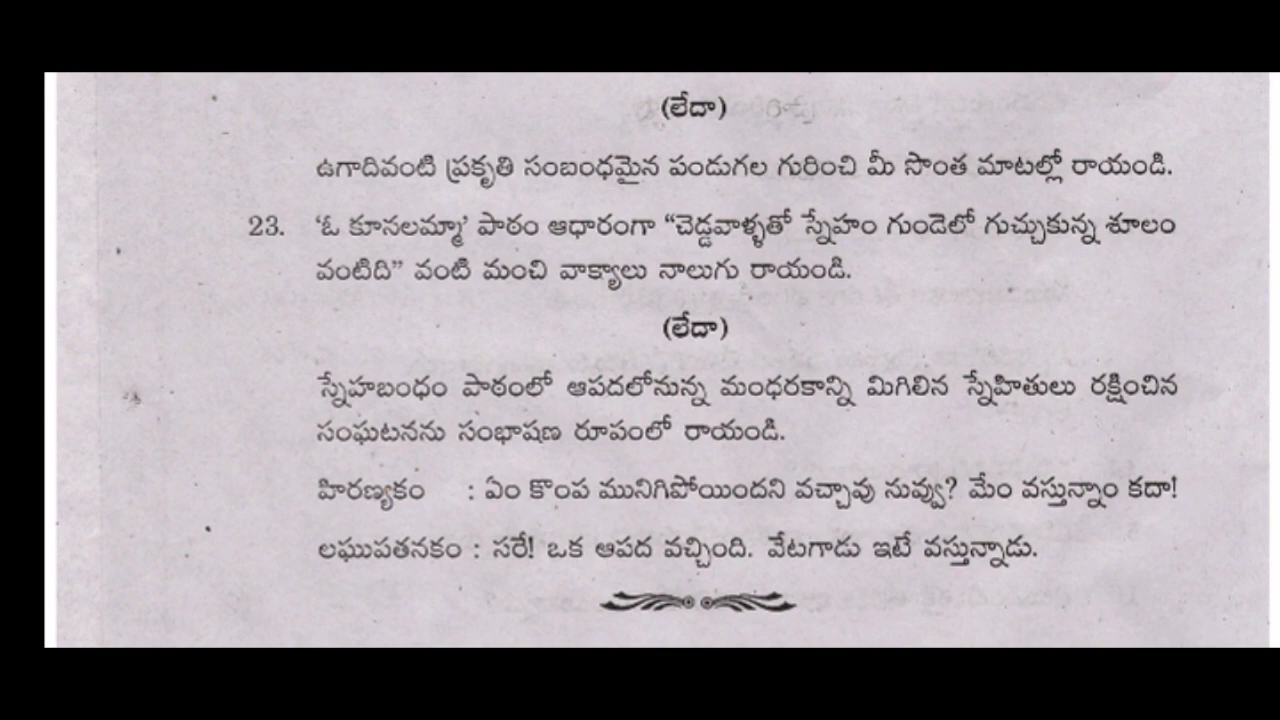 (లేదా)
ఉగాదివంటి ప్రకృతి సంబంధమైన పండుగల గురించి మీ సొంత మాటల్లో రాయండి.
23. ‘ఓ కూనలమ్మా’ పాఠం ఆధారంగా “చెడ్డవాళ్ళతో స్నేహం గుండెలో గుచ్చుకున్న శూలం
వంటిది” వంటి మంచి వాక్యాలు నాలుగు రాయండి.
(లేదా)
స్నేహబంధం పాఠంలో ఆపదలోనున్న మంధరకాన్ని మిగిలిన స్నేహితులు రక్షించిన
సంఘటనను సంభాషణ రూపంలో రాయండి.
హిరణ్యకం : ఏం కొంప మునిగిపోయిందని వచ్చావు నువ్వు? మేం వస్తున్నాం కదా!
లఘుపతనకం : సరే! ఒక ఆపద వచ్చింది. వేటగాడు ఇటే వస్తున్నాడు.